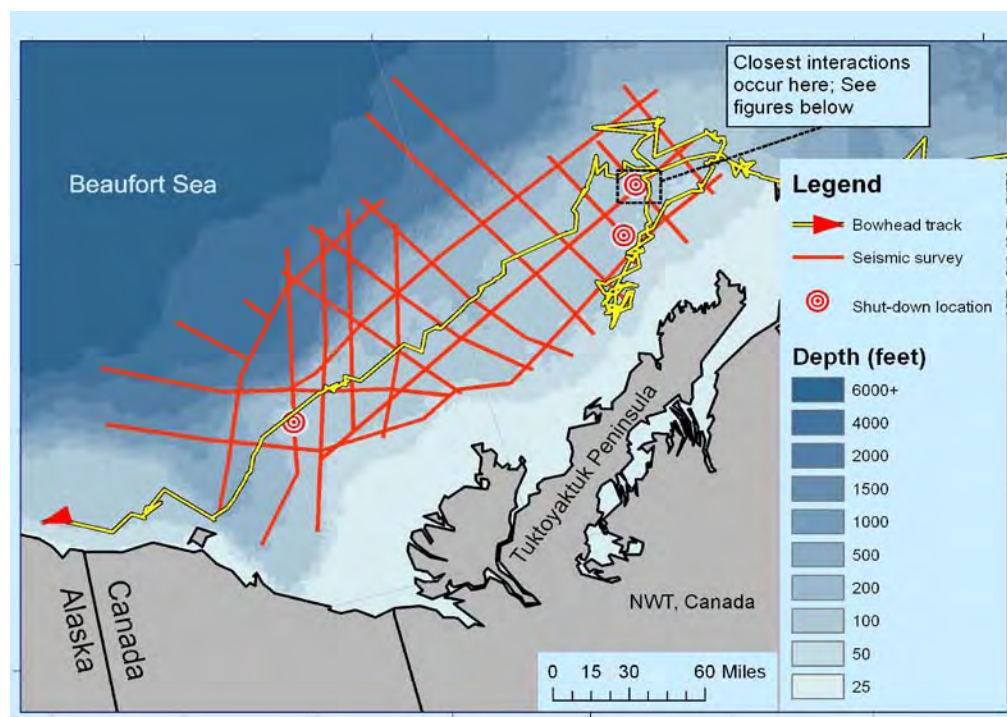 Closest interactions
occur here; See
figures below
Beaufort Sea
Legend
Bowhead track
Seismic survey
Shut-down location
Depth (feet)
6000+
4000
2000
1500
1000
500
200
100
50
25
Tuktoyaktuk Peninsula
NWT, Canada
Canada
Alaska
0 15 30 60 Miles